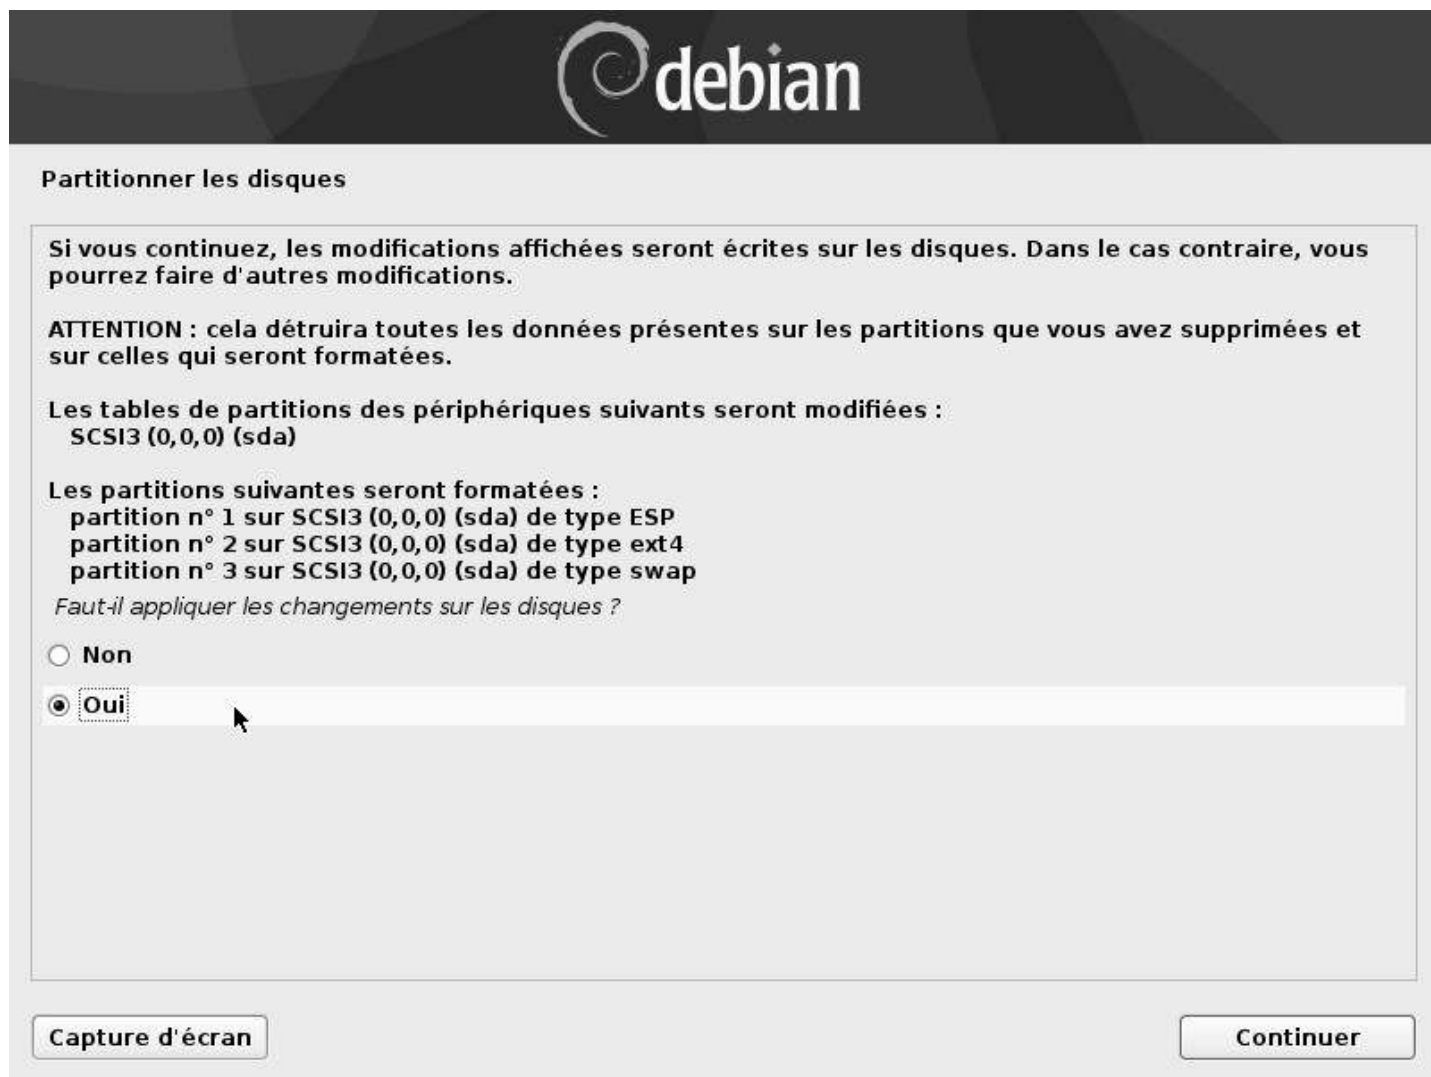 debian
Partitionner les disques
Si vous continuez, les modifications affichées seront écrites sur les disques. Dans le cas contraire, vous
pourrez faire d'autres modifications.
ATTENTION : cela détruira toutes les données présentes sur les partitions que vous avez supprimées et
sur celles qui seront formatées.
Les tables de partitions des périphériques suivants seront modifiées :
SCSI3 (0,0,0) (sda)
Les partitions suivantes seront formatées :
partition n° 1 sur SCSI3 (0,0,0) (sda) de type ESP
partition n° 2 sur SCSI3 (0,0,0) (sda) de type ext4
partition n° 3 sur SCSI3 (0,0,0) (sda) de type swap
Faut-il appliquer les changements sur les disques ?
Non
Oui
Capture d'écran
Continuer